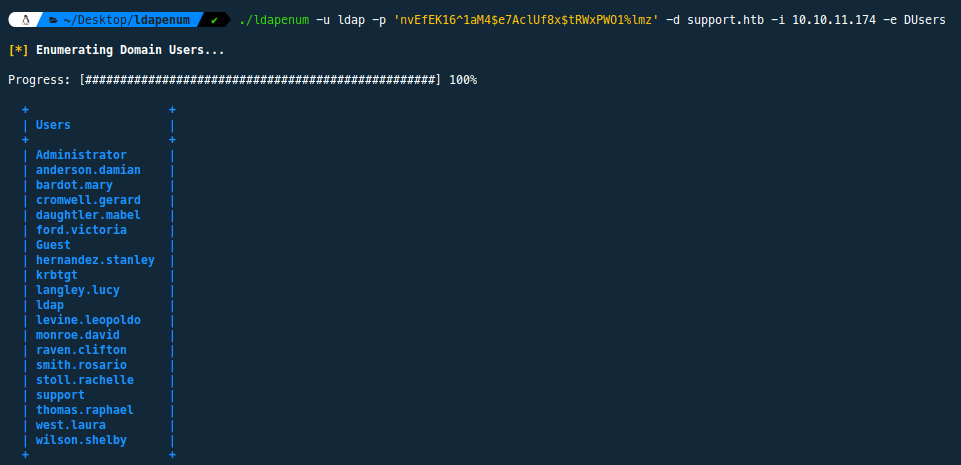 ~/Desktop/ldapenum ✔ ./ldapenum -u ldap -p 'nvEfEK16^1aM4$e7AclUf8x$tRWxPWO1%lmz' -d support.htb -i 10.10.11.174 -e DUsers
[*] Enumerating Domain Users...
Progress: [##################################################] 100%
+ +
| Users |
+ +
| Administrator |
| anderson.damian |
| bardot.mary |
| cromwell.gerard |
| daughtler.mabel |
| ford.victoria |
| Guest |
| hernandez.stanley |
| krbtgt |
| langley.lucy |
| ldap |
| levine.leopoldo |
| monroe.david |
| raven.clifton |
| smith.rosario |
| stoll.rachelle |
| support |
| thomas.raphael |
| west.laura |
| wilson.shelby |
+ +